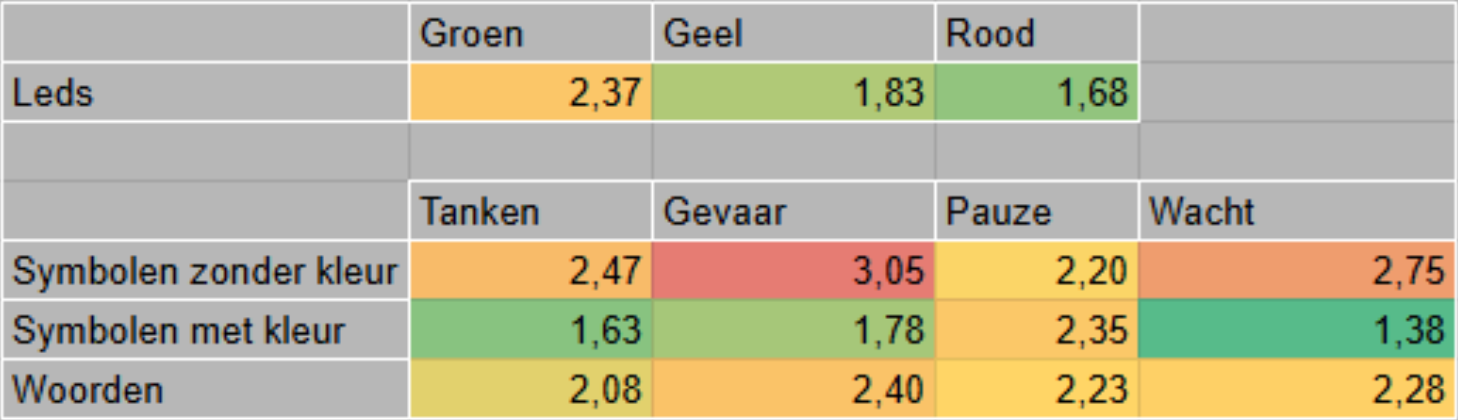 Groen Geel Rood
Leds 2,37 1,83 1,68
Tanken Gevaar Pauze Wacht
Symbolen zonder kleur 2,47 3,05 2,20 2,75
Symbolen met kleur 1,63 1,78 2,35 1,38
Woorden 2,08 2,40 2,23 2,28